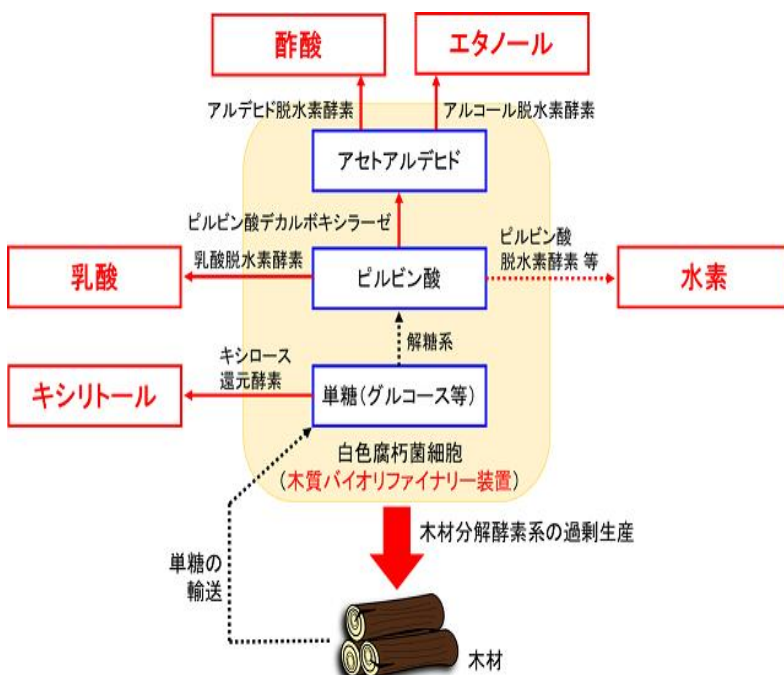 酢酸
エタノール
アルデヒド脱水素酵素
アルコール脱水素酵素
アセトアルデヒド
ピルビン酸デカルボキシラーゼ
ピルビン酸
脱水素酵素 等
乳酸
乳酸脱水素酵素
ピルビン酸
水素
解糖系
キシロース
還元酵素
キシリトール
単糖(グルコース等)
白色腐朽菌細胞
(木質バイオリファイナリー装置)
木材分解酵素系の過剰生産
単糖の
輸送
木材